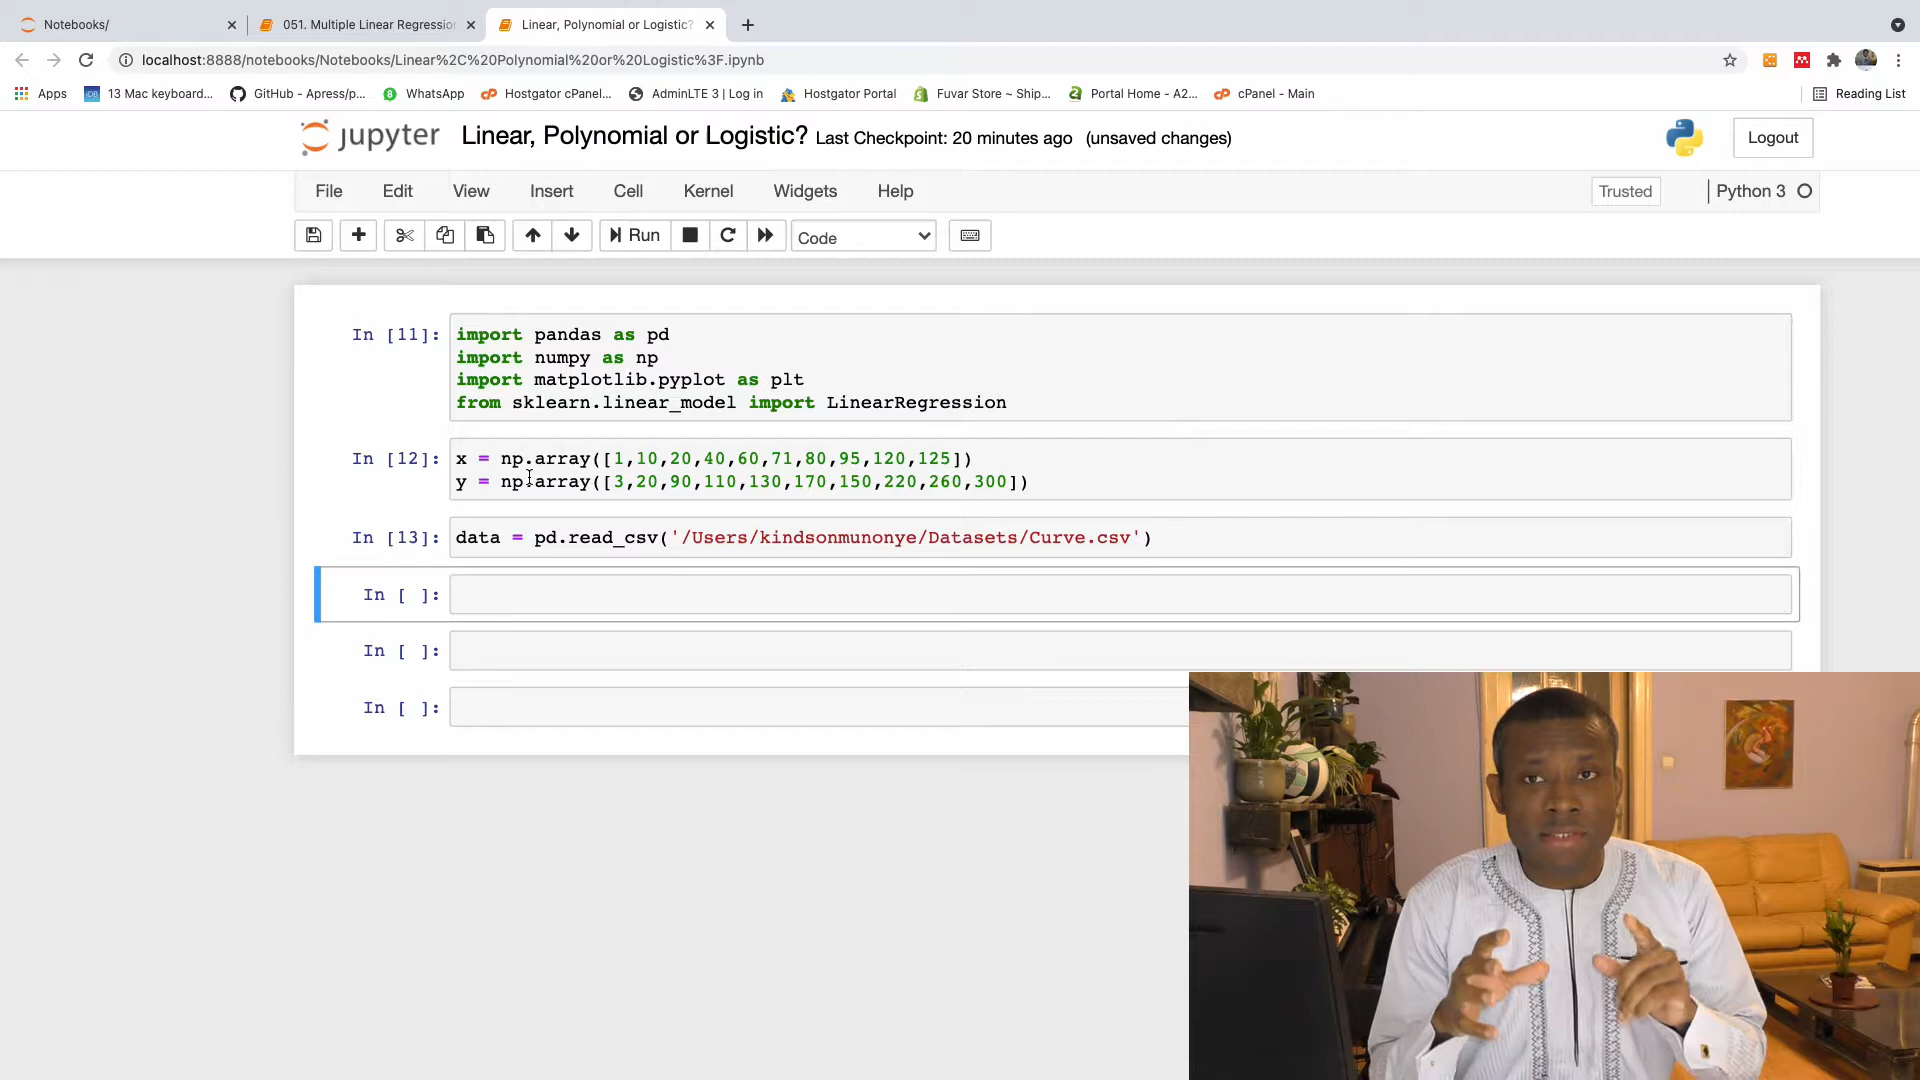 Notebooks/
051. Multiple Linear Regression
Linear, Polynomial or Logistic?
localhost:8888/notebooks/Notebooks/Linear%2C%20Polynomial%20or%20Logistic%3F.ipynb
Apps
13 Mac keyboard...
GitHub - Apress/p...
WhatsApp
Hostgator cPanel...
AdminLTE 3 | Log in
Hostgator Portal
Fuvar Store ~ Ship...
Portal Home - A2...
cPanel - Main
Reading List
jupyter Linear, Polynomial or Logistic? Last Checkpoint: 20 minutes ago (unsaved changes)
Logout
File Edit View Insert Cell Kernel Widgets Help
Trusted
Python 3
Run
Code
In [11]: import pandas as pd
import numpy as np
import matplotlib.pyplot as plt
from sklearn.linear_model import LinearRegression
In [12]: x = np.array([1,10,20,40,60,71,80,95,120,125])
y = np.array([3,20,90,110,130,170,150,220,260,300])
In [13]: data = pd.read_csv('/Users/kindsonmunonye/Datasets/Curve.csv')
In [ ]:
In [ ]:
In [ ]: